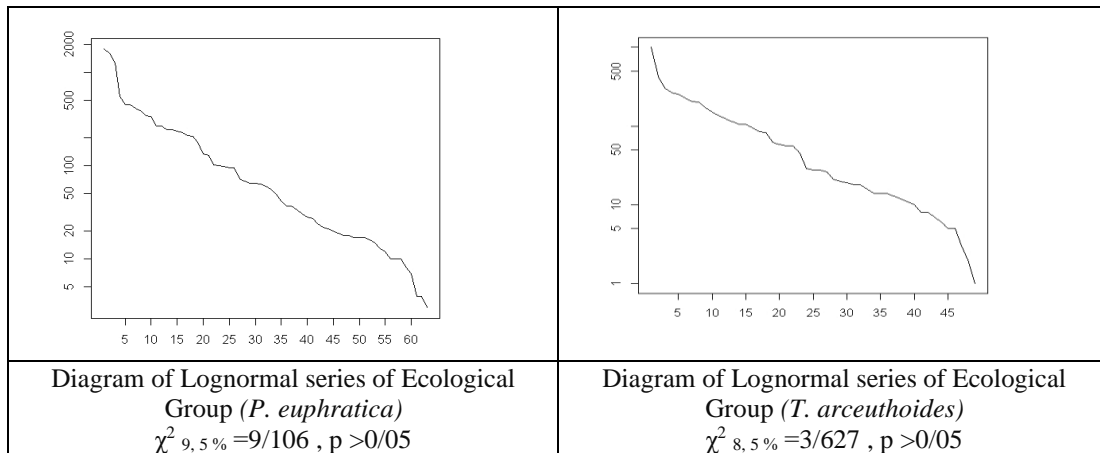 2000
500
100
50
20
10
5
5 10 15 20 25 30 35 40 45 50 55 60
500
50
10
5
1
5 10 15 20 25 30 35 40 45
Diagram of Lognormal series of Ecological
Group (P. euphratica)
χ² 9, 5 % =9/106 , p >0/05
Diagram of Lognormal series of Ecological
Group (T. arceuthoides)
χ² 8, 5% =3/627 , p >0/05